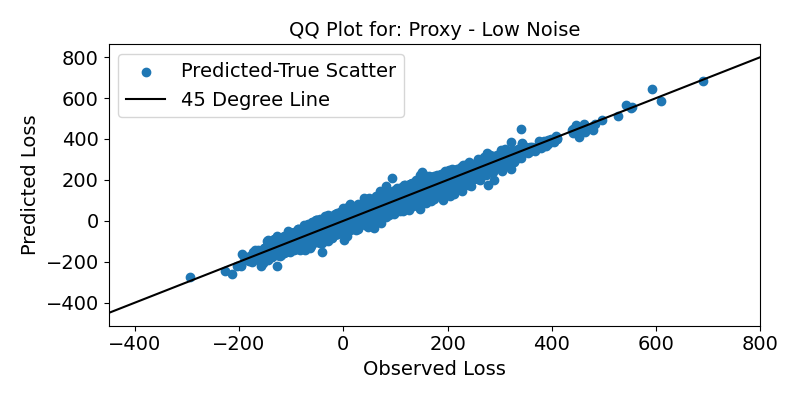 QQ Plot for: Proxy - Low Noise
Predicted-True Scatter
45 Degree Line
Predicted Loss
800
600
400
200
0
−200
−400
−400
−200
0
200
400
600
800
Observed Loss